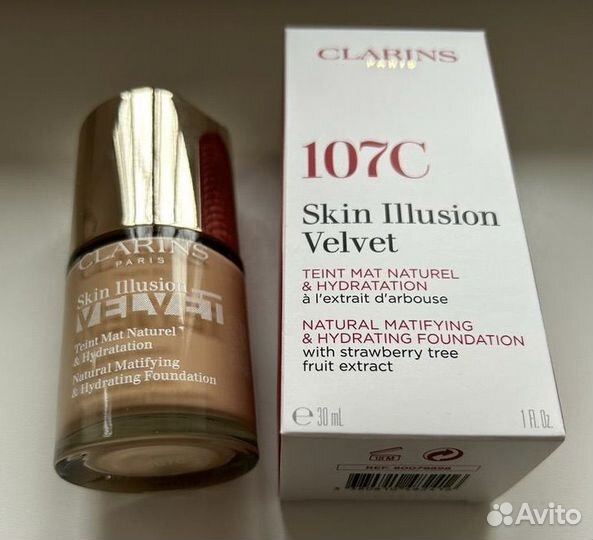 CLARINS
PARIS
Skin Illusion
VELVET
Teint Mat Naturel
& Hydratation
Natural Matifying
& Hydrating Foundation
CLARINS
PARIS
107C
Skin Illusion
Velvet
TEINT MAT NATUREL
& HYDRATATION
à l'extrait d'arbouse
NATURAL MATIFYING
& HYDRATING FOUNDATION
with strawberry tree
fruit extract
e 30 mL
1 Fl. Oz.
18 M
Avito